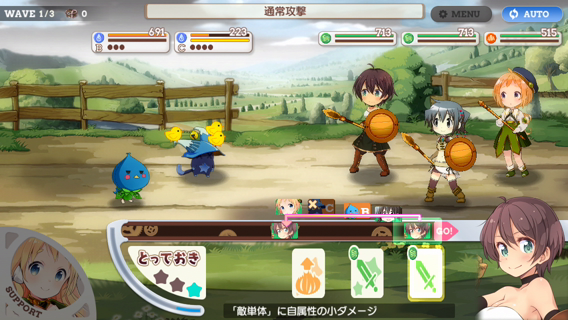 WAVE 1/3
0
通常攻撃
MENU
AUTO
B
691
C
223
713
713
515
C
B
GO!
とっておき
SUPPORT
「敵単体」に自属性の小ダメージ